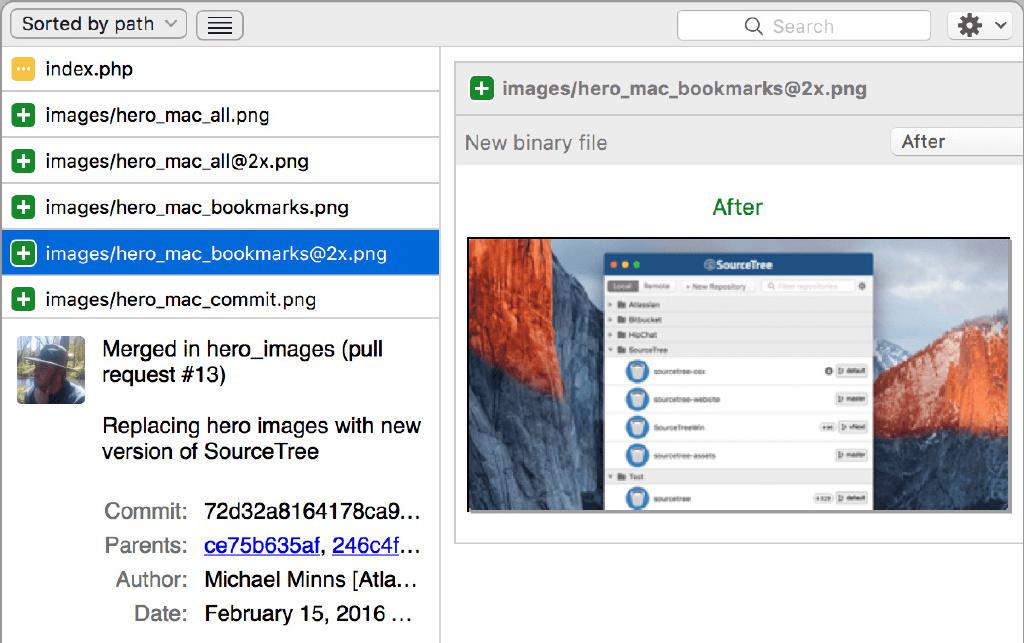 Sorted by path
Search
index.php
images/hero_mac_all.png
images/hero_mac_all@2x.png
images/hero_mac_bookmarks.png
images/hero_mac_bookmarks@2x.png
images/hero_mac_commit.png
Merged in hero_images (pull
request #13)
Replacing hero images with new
version of SourceTree
Commit: 72d32a8164178ca9...
Parents: ce75b635af, 246c4f...
Author: Michael Minns [Atla...
Date: February 15, 2016 ...
images/hero_mac_bookmarks@2x.png
New binary file
After
After
SourceTree
Local Remote + New Repository Filter repositories
Atlassian
Bitbucket
HipChat
SourceTree
sourcetree-osx default
sourcetree-website master
SourceTreeWin vNext
sourcetree-assets master
Test
sourcetree default